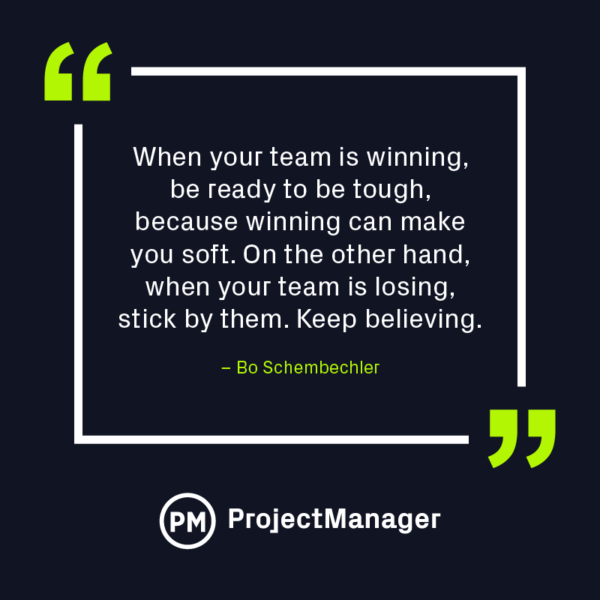 When your team is winning,
be ready to be tough,
because winning can make
you soft. On the other hand,
when your team is losing,
stick by them. Keep believing.
– Bo Schembechler
PM ProjectManager